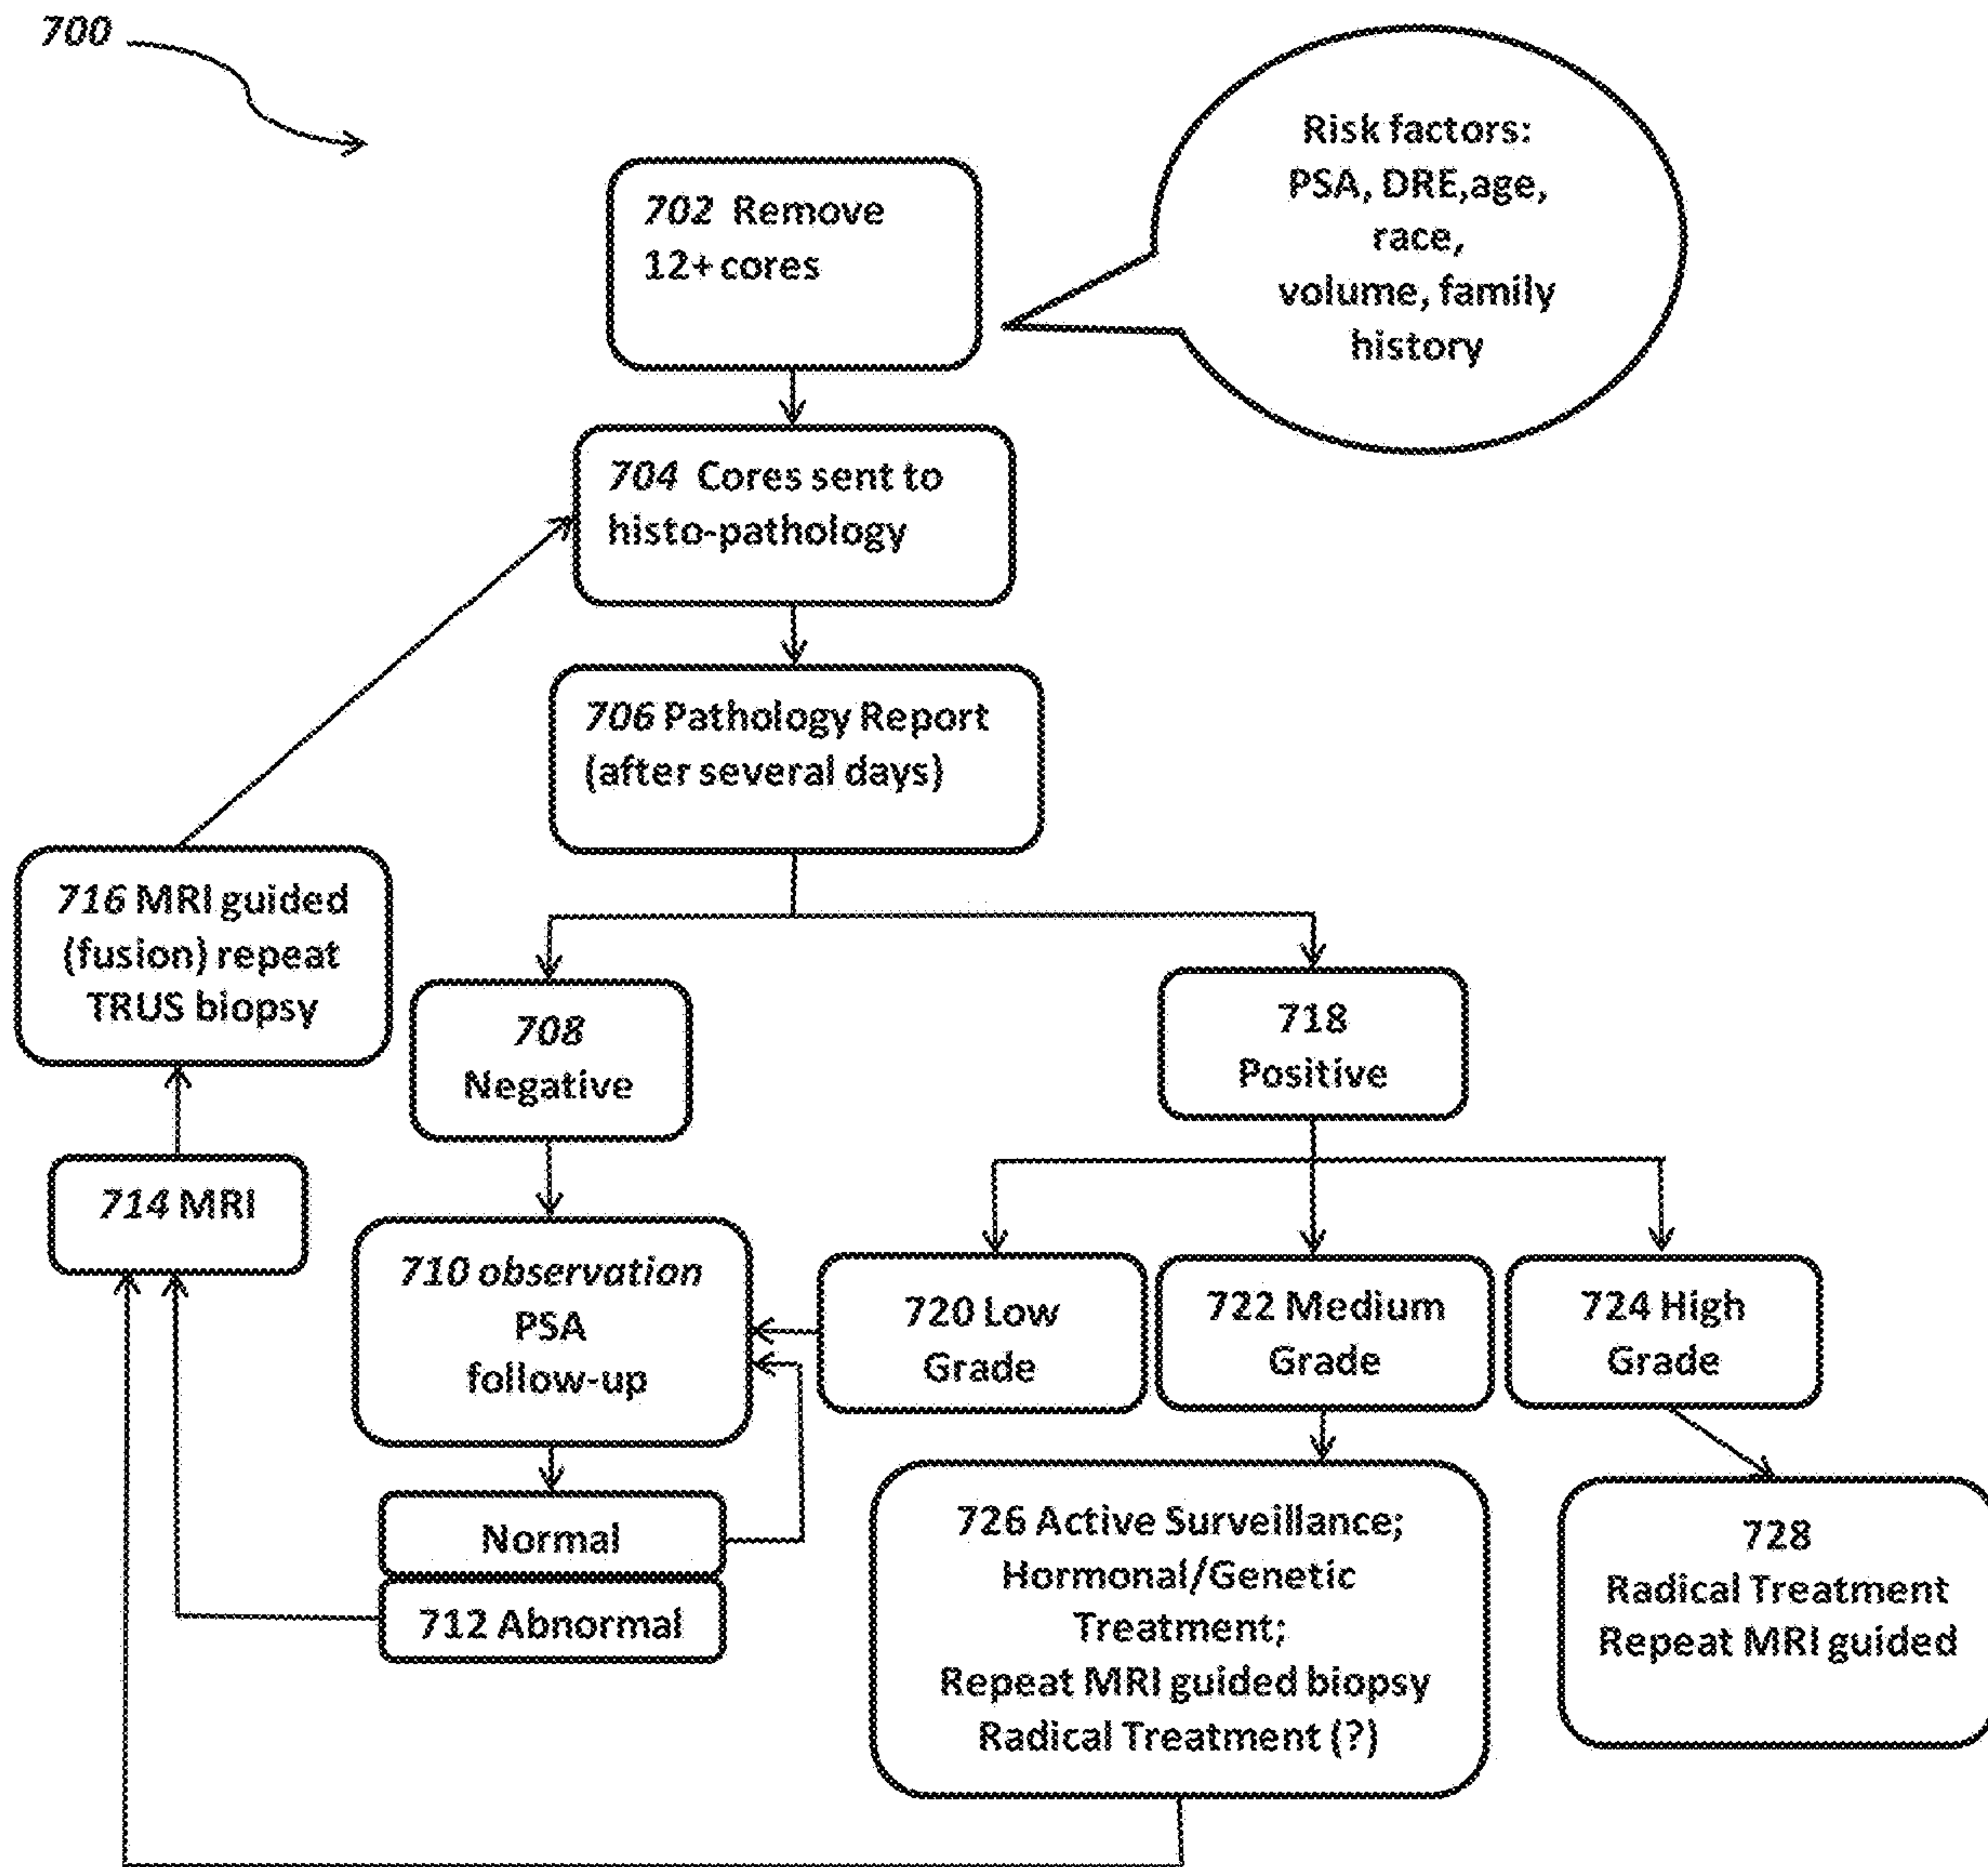 700
Risk factors:
PSA, DRE,age,
race,
volume, family
history
702 Remove
12+ cores
704 Cores sent to
histo-pathology
706 Pathology Report
(after several days)
716 MRI guided
(fusion) repeat
TRUS biopsy
708
Negative
718
Positive
714 MRI
710 observation
PSA
follow-up
720 Low
Grade
722 Medium
Grade
724 High
Grade
Normal
712 Abnormal
726 Active Surveillance;
Hormonal/Genetic
Treatment;
Repeat MRI guided biopsy
Radical Treatment (?)
728
Radical Treatment
Repeat MRI guided